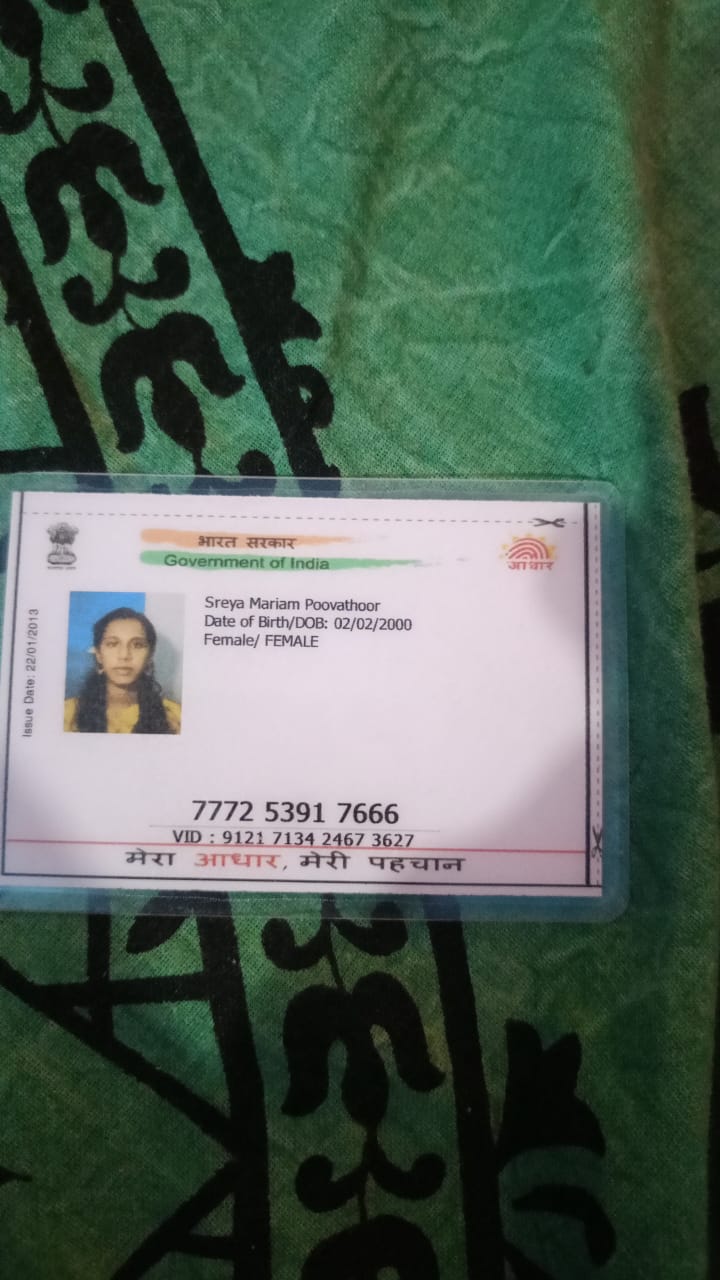 भारत सरकार
Government of India
आधार
Issue Date: 22/01/2013
Sreya Mariam Poovathoor
Date of Birth/DOB: 02/02/2000
Female/ FEMALE
7772 5391 7666
VID : 9121 7134 2467 3627
मेरा आधार, मेरी पहचान